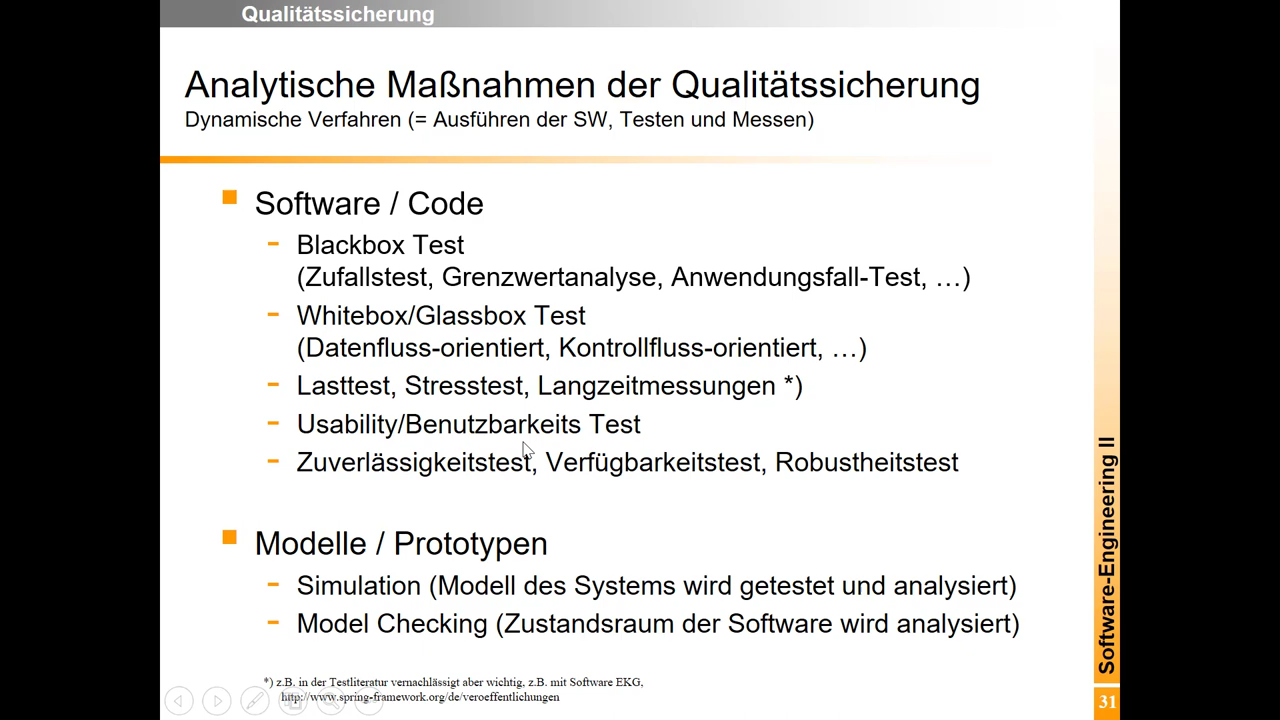 Qualitätssicherung
Analytische Maßnahmen der Qualitätssicherung
Dynamische Verfahren (= Ausführen der SW, Testen und Messen)
Software / Code
Blackbox Test
(Zufallstest, Grenzwertanalyse, Anwendungsfall-Test, …)
Whitebox/Glassbox Test
(Datenfluss-orientiert, Kontrollfluss-orientiert, …)
Lasttest, Stresstest, Langzeitmessungen *)
Usability/Benutzbarkeits Test
Zuverlässigkeitstest, Verfügbarkeitstest, Robustheitstest
Modelle / Prototypen
Simulation (Modell des Systems wird getestet und analysiert)
Model Checking (Zustandsraum der Software wird analysiert)
*) z.B. in der Testliteratur vernachlässigt aber wichtig, z.B. mit Software EKG,
http://www.spring-framework.org/de/veroeffentlichungen
Software-Engineering II
31